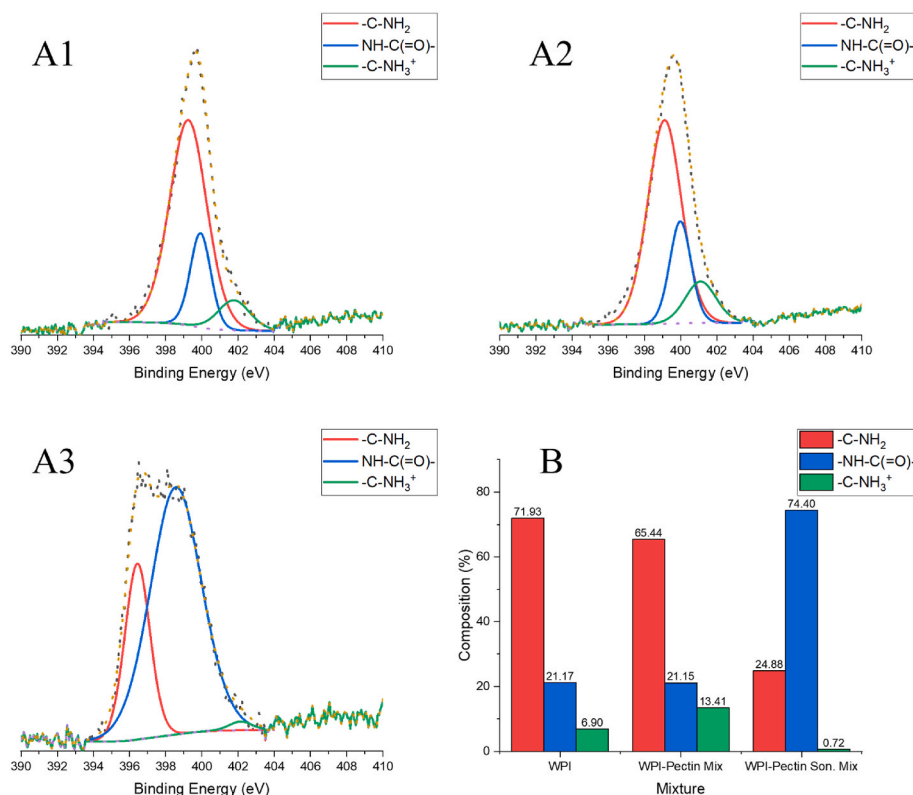 A1
-C-NH₂
NH-C(=O)-
-C-NH₃⁺
390 392 394 396 398 400 402 404 406 408 410
Binding Energy (eV)
A2
-C-NH₂
NH-C(=O)-
-C-NH₃⁺
390 392 394 396 398 400 402 404 406 408 410
Binding Energy (eV)
A3
-C-NH₂
NH-C(=O)-
-C-NH₃⁺
390 392 394 396 398 400 402 404 406 408 410
Binding Energy (eV)
B
-C-NH₂
-NH-C(=O)-
-C-NH₃⁺
Composition (%)
80
60
40
20
0
71.93
21.17
6.90
65.44
21.15
13.41
24.88
74.40
0.72
WPI WPI-Pectin Mix WPI-Pectin Son. Mix
Mixture